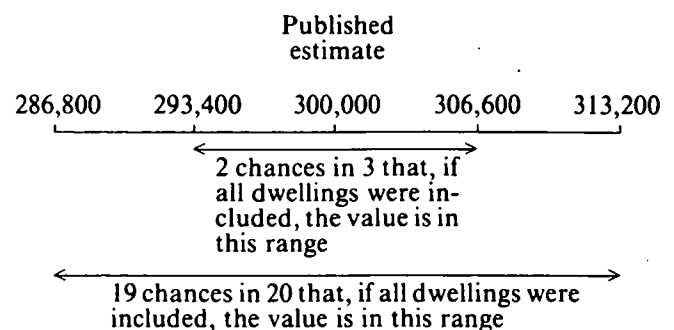 Published
estimate
286,800 293,400 300,000 306,600 313,200
2 chances in 3 that, if
all dwellings were in-
cluded, the value is in
this range
19 chances in 20 that, if all dwellings were
included, the value is in this range